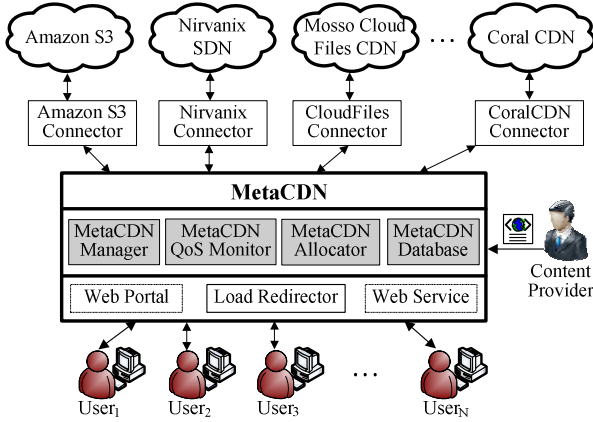 Amazon S3
Nirvanix
SDN
Mosso Cloud
Files CDN
...
Coral CDN
Amazon S3
Connector
Nirvanix
Connector
CloudFiles
Connector
CoralCDN
Connector
MetaCDN
MetaCDN
Manager
MetaCDN
QoS Monitor
MetaCDN
Allocator
MetaCDN
Database
Content
Provider
Web Portal
Load Redirector
Web Service
...
User1
User2
User3
UserN